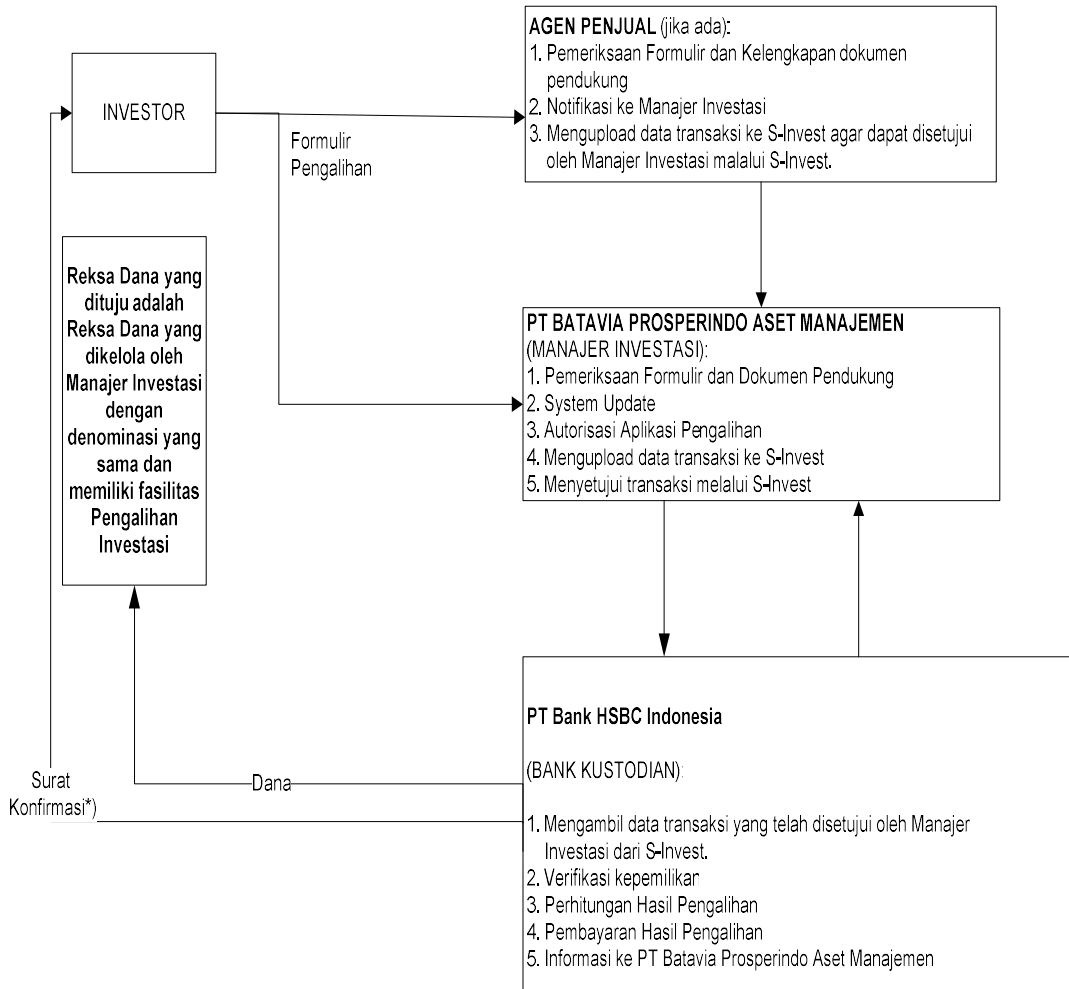 AGEN PENJUAL (jika ada):
1. Pemeriksaan Formulir dan Kelengkapan dokumen
pendukung
2. Notifikasi ke Manajer Investasi
3. Mengupload data transaksi ke S-Invest agar dapat disetujui
oleh Manajer Investasi malalui S-Invest.
INVESTOR
Formulir
Pengalihan
Reksa Dana yang
dituju adalah
Reksa Dana yang
dikelola oleh
Manajer Investasi
dengan
denominasi yang
sama dan
memiliki fasilitas
Pengalihan
Investasi
PT BATAVIA PROSPERINDO ASET MANAJEMEN
(MANAJER INVESTASI):
1. Pemeriksaan Formulir dan Dokumen Pendukung
2. System Update
3. Autorisasi Aplikasi Pengalihan
4. Mengupload data transaksi ke S-Invest
5. Menyetujui transaksi melalui S-Invest
PT Bank HSBC Indonesia
(BANK KUSTODIAN):
1. Mengambil data transaksi yang telah disetujui oleh Manajer
Investasi dari S-Invest.
2. Verifikasi kepemilikan
3. Perhitungan Hasil Pengalihan
4. Pembayaran Hasil Pengalihan
5. Informasi ke PT Batavia Prosperindo Aset Manajemen
Dana
Surat
Konfirmasi*)